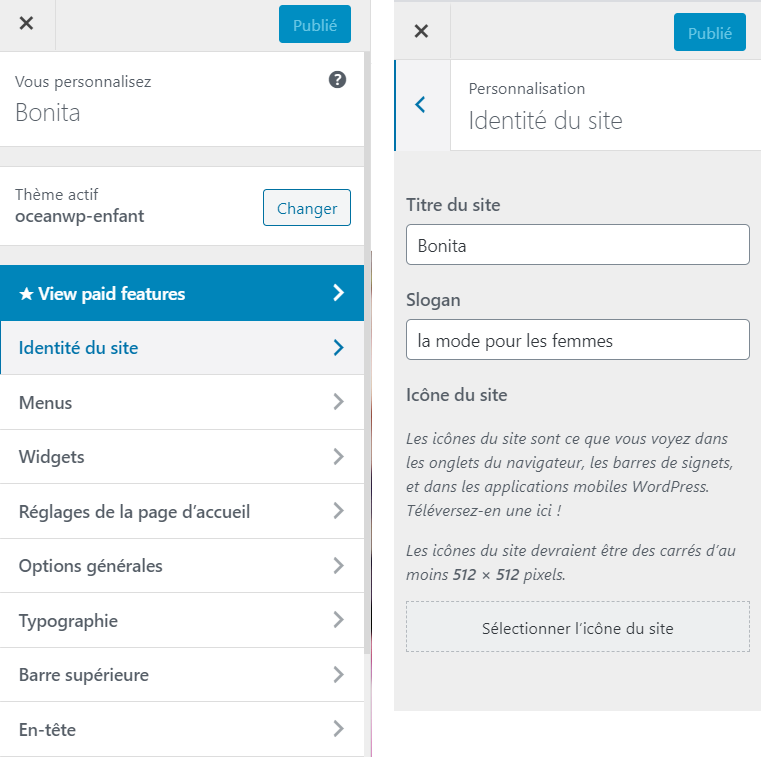 Publié
Vous personnalisez
Bonita
Thème actif
oceanwp-enfant
Changer
★ View paid features
Identité du site
Menus
Widgets
Réglages de la page d’accueil
Options générales
Typographie
Barre supérieure
En-tête
Publié
Personnalisation
Identité du site
Titre du site
Bonita
Slogan
la mode pour les femmes
Icône du site
Les icônes du site sont ce que vous voyez dans
les onglets du navigateur, les barres de signets,
et dans les applications mobiles WordPress.
Téléversez-en une ici !
Les icônes du site devraient être des carrés d’au
moins 512 × 512 pixels.
Sélectionner l’icône du site